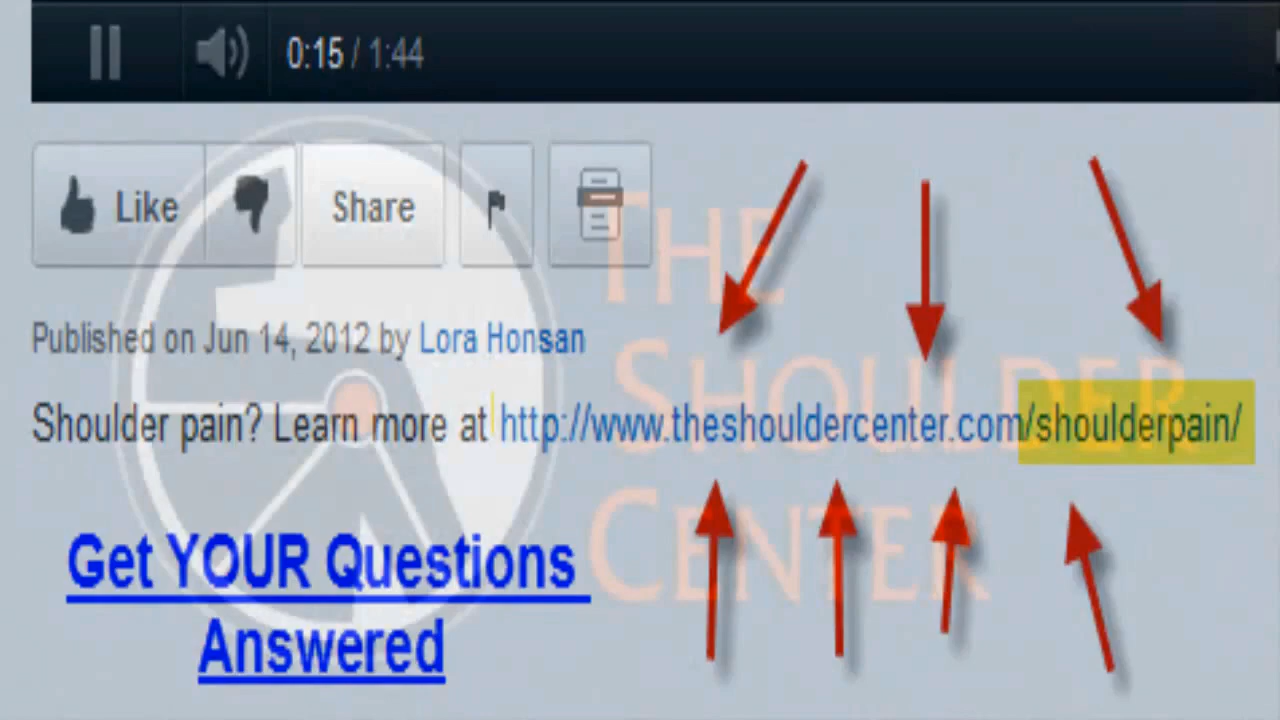 0:15 / 1:44
Like
Share
THE
SHOULDER
CENTER
Published on Jun 14, 2012 by Lora Honsan
Shoulder pain? Learn more at http://www.theshouldercenter.com/shoulderpain/
Get YOUR Questions
Answered